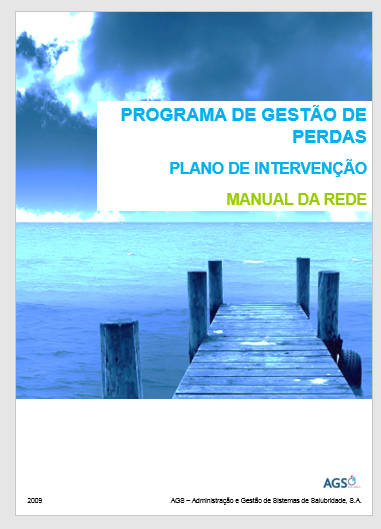 PROGRAMA DE GESTÃO DE
PERDAS
PLANO DE INTERVENÇÃO
MANUAL DA REDE
AGS
2009
AGS – Administração e Gestão de Sistemas de Salubridade, S.A.